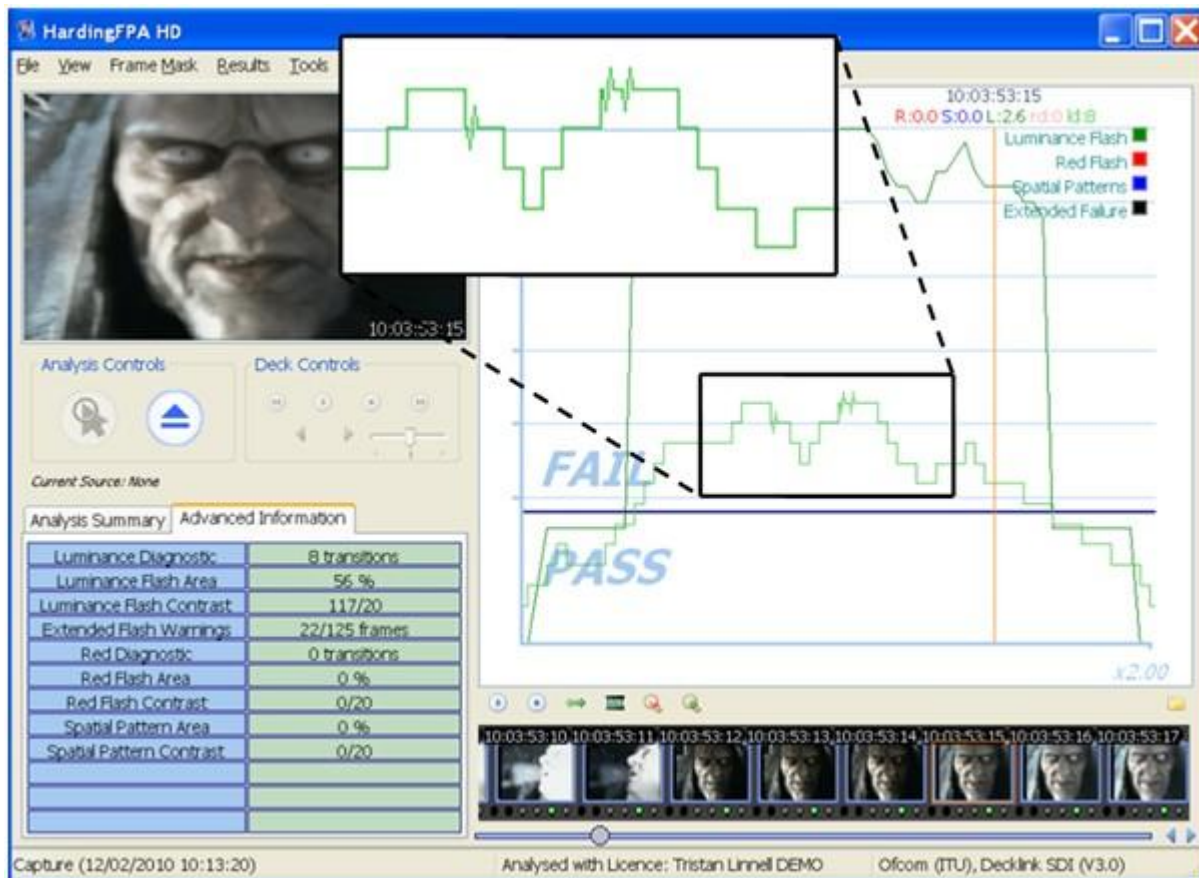 HardingFPA HD
File View Frame Mask Results Tools
10:03:53:15
10:03:53:15
R:0.0 S:0.0 L:2.6 rd:0 ld:8
Luminance Flash
Red Flash
Spatial Patterns
Extended Failure
FAIL
PASS
x2.00
Analysis Controls
Deck Controls
Current Source: None
Analysis Summary
Advanced Information
Luminance Diagnostic 8 transitions
Luminance Flash Area 56 %
Luminance Flash Contrast 117/20
Extended Flash Warnings 22/125 frames
Red Diagnostic 0 transitions
Red Flash Area 0 %
Red Flash Contrast 0/20
Spatial Pattern Area 0 %
Spatial Pattern Contrast 0/20
10:03:53:10 10:03:53:11 10:03:53:12 10:03:53:13 10:03:53:14 10:03:53:15 10:03:53:16 10:03:53:17
Capture (12/02/2010 10:13:20)
Analysed with Licence: Tristan Linnell DEMO
Ofcom (ITU), Decklink SDI (V3.0)